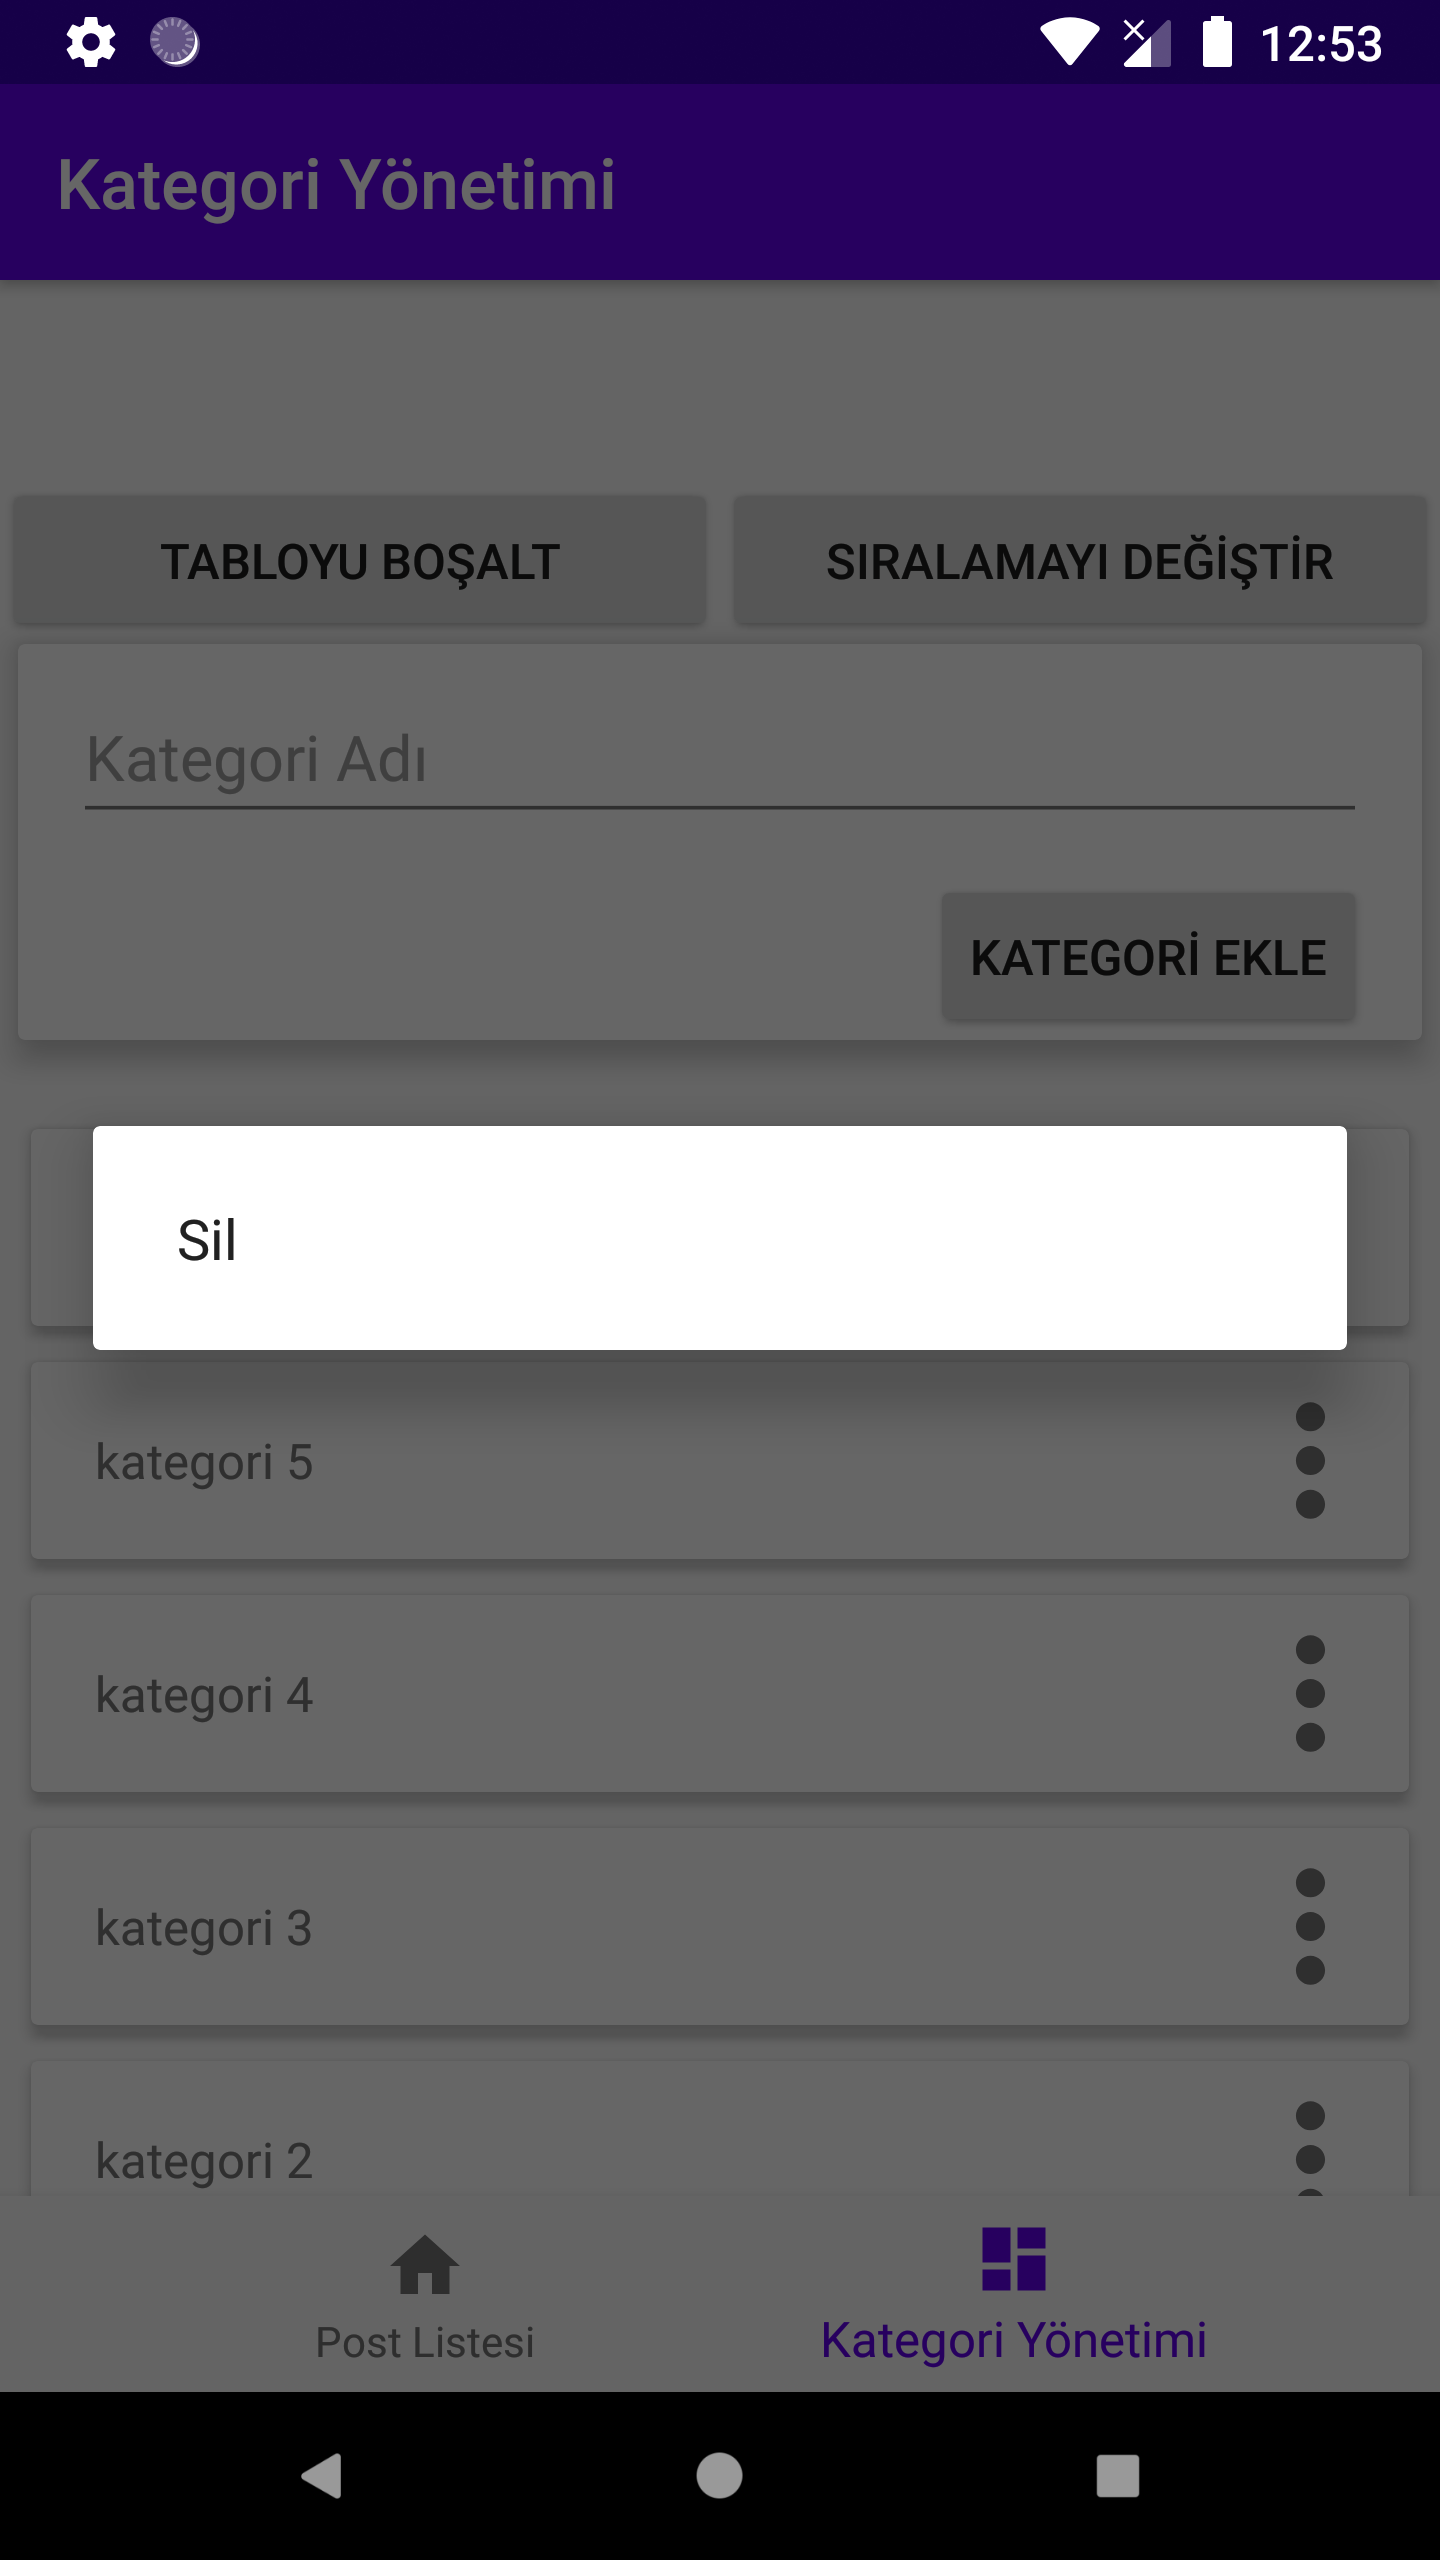 12:53
Kategori Yönetimi
TABLOYU BOŞALT
SIRALAMAYI DEĞİŞTİR
Kategori Adı
KATEGORİ EKLE
Sil
kategori 5
kategori 4
kategori 3
kategori 2
Post Listesi
Kategori Yönetimi